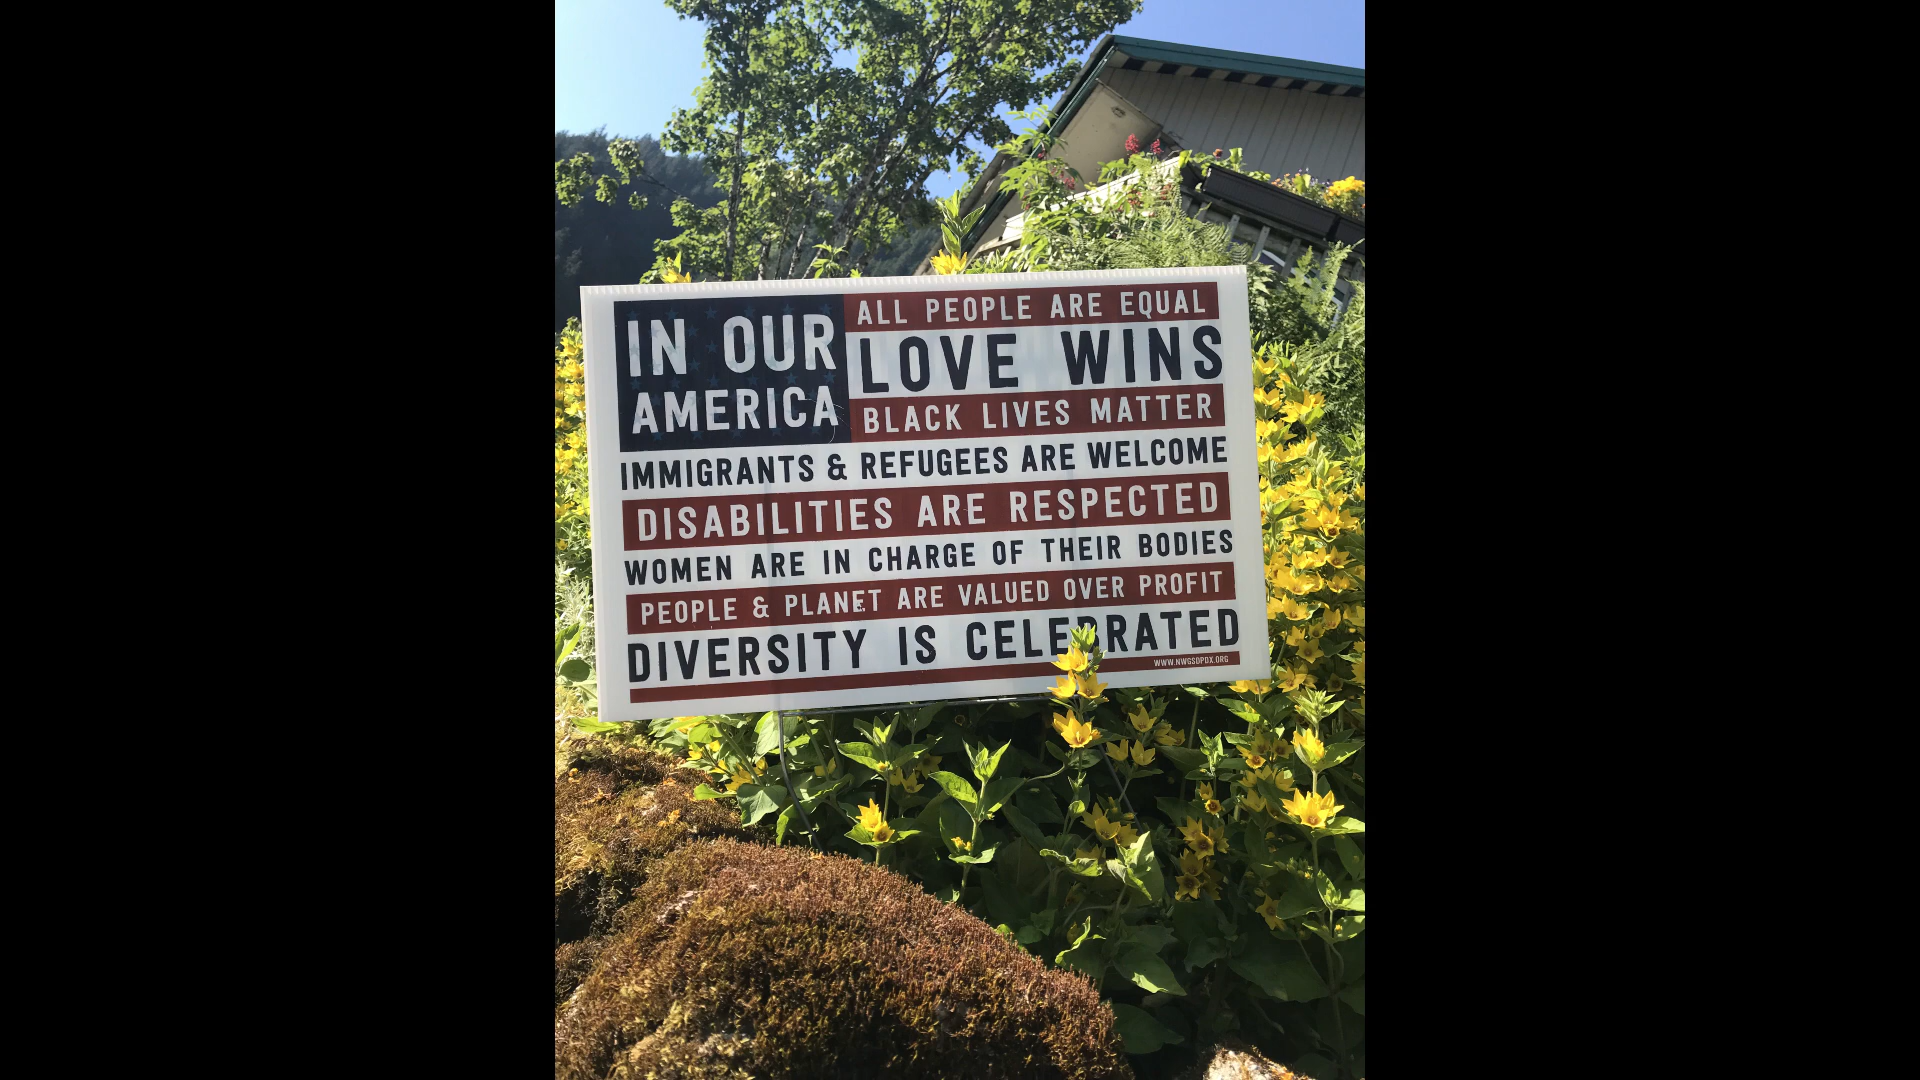 IN OUR
AMERICA
ALL PEOPLE ARE EQUAL
LOVE WINS
BLACK LIVES MATTER
IMMIGRANTS & REFUGEES ARE WELCOME
DISABILITIES ARE RESPECTED
WOMEN ARE IN CHARGE OF THEIR BODIES
PEOPLE & PLANET ARE VALUED OVER PROFIT
DIVERSITY IS CELEBRATED
WWW.NWGSDPDX.ORG